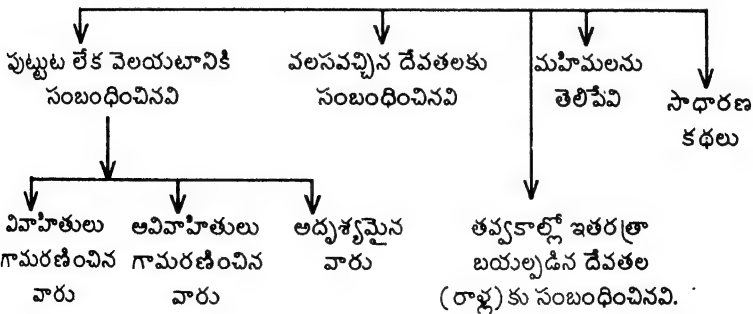 పుట్టుట లేక వెలయటానికి
సంబంధించినవి
వలసవచ్చిన దేవతలకు
సంబంధించినవి
మహిమలను
తెలిపేవి
సాధారణ
కథలు
వివాహితులు
గామరణించిన
వారు
అవివాహితులు
గామరణించిన
వారు
అదృశ్యమైన
వారు
తవ్వకాల్లో ఇతరత్రా
బయల్పడిన దేవతల
(రాళ్ల)కు సంబంధించినవి.